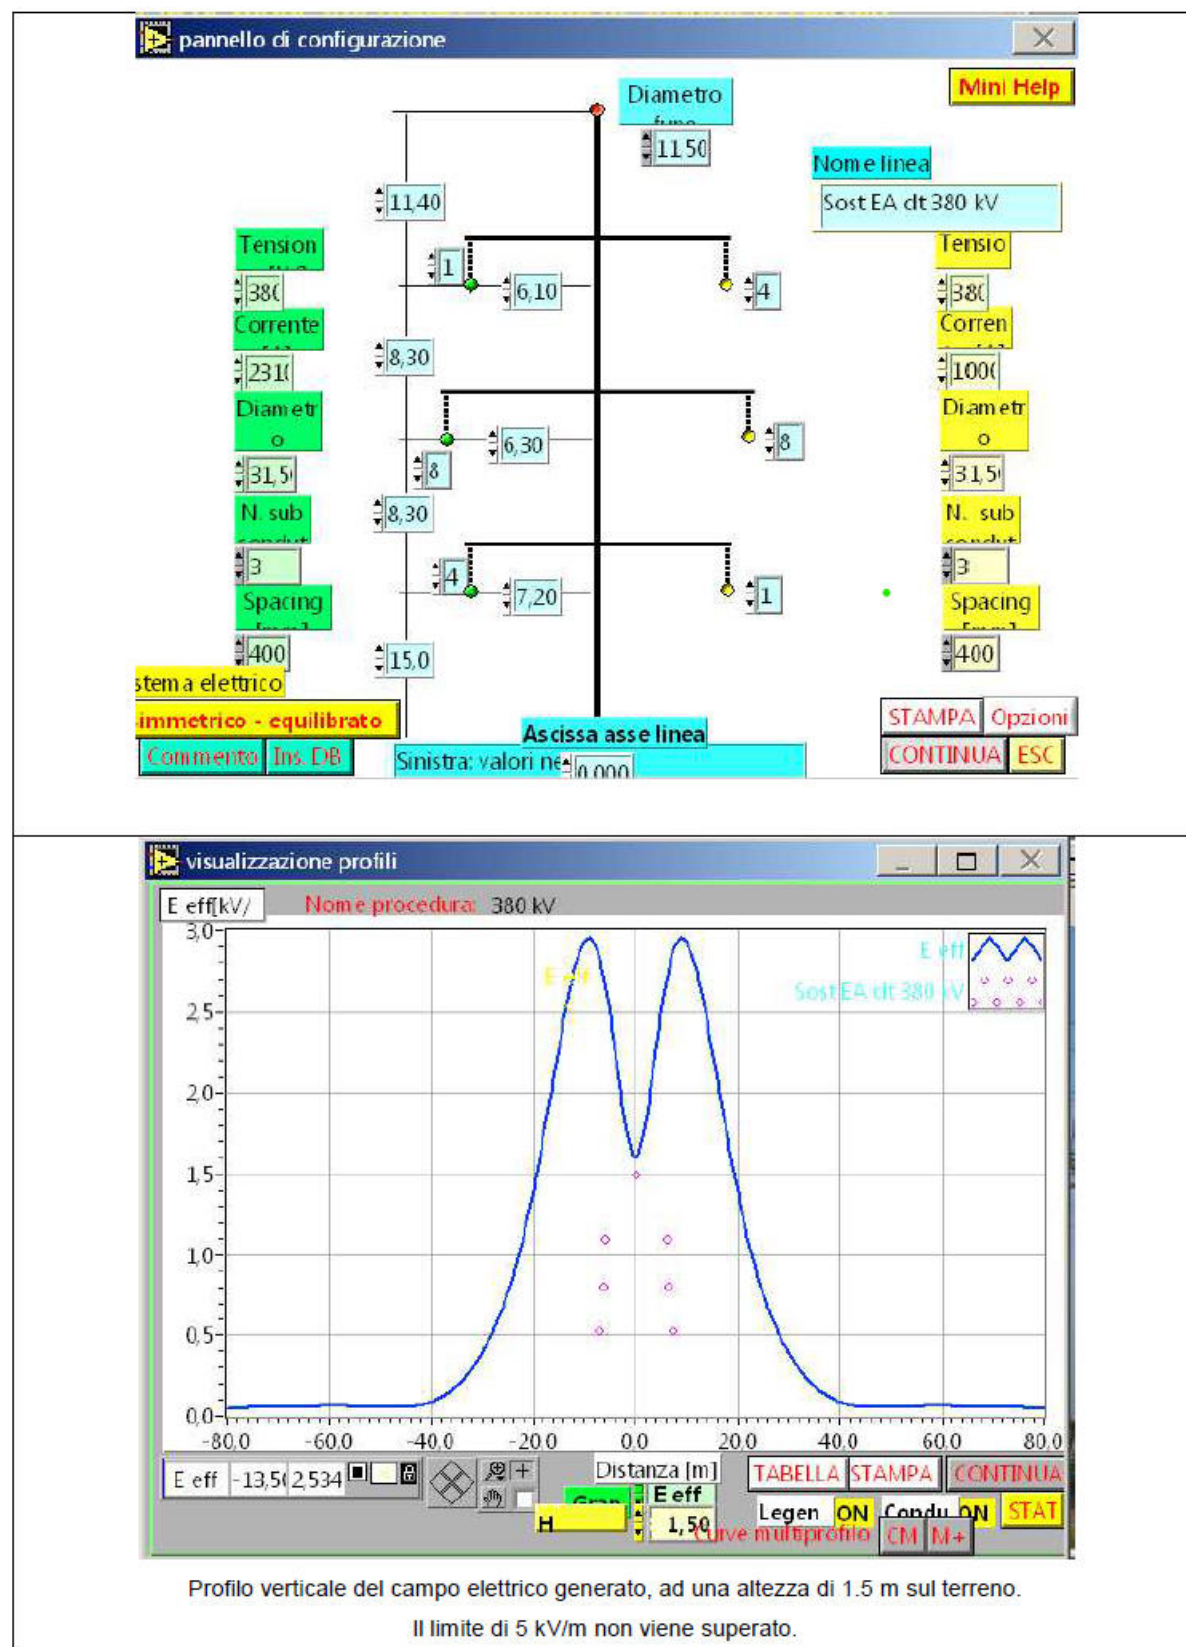 pannello di configurazione
Mini Help
Diametro
11.50
Nome linea
Sost EA dt 380 kV
11,40
Tension
Tensio
1
6,10
4
380
380
Corrente
Corren
8,30
2310
1000
Diametr
o
Diametr
o
6,30
8
8
31,5
31,5
N. sub
condut
N. sub
condut
8,30
3
3
4
7,20
1
Spacing
[mm]
Spacing
[mm]
400
15,0
400
stema elettrico
immetrico - equilibrato
STAMPA Opzioni
Ascissa asse linea
Commento Ins. DB
Sinistra: valori ne
0,000
CONTINUA ESC
visualizzazione profili
E eff[kV/
Nome procedura: 380 kV
3,0
E eff
E eff
Sost EA dt 380 kV
2,5
2,0
1,5
1,0
0,5
0,0
-80,0 -60,0 -40,0 -20,0 0,0 20,0 40,0 60,0 80,0
E eff -13,50 2,534
Distanza [m]
TABELLA STAMPA CONTINUA
E eff
Legen ON Condu ON STAT
H
1,50
Curve multiprofilo CM M+
Profilo verticale del campo elettrico generato, ad una altezza di 1.5 m sul terreno.
Il limite di 5 kV/m non viene superato.